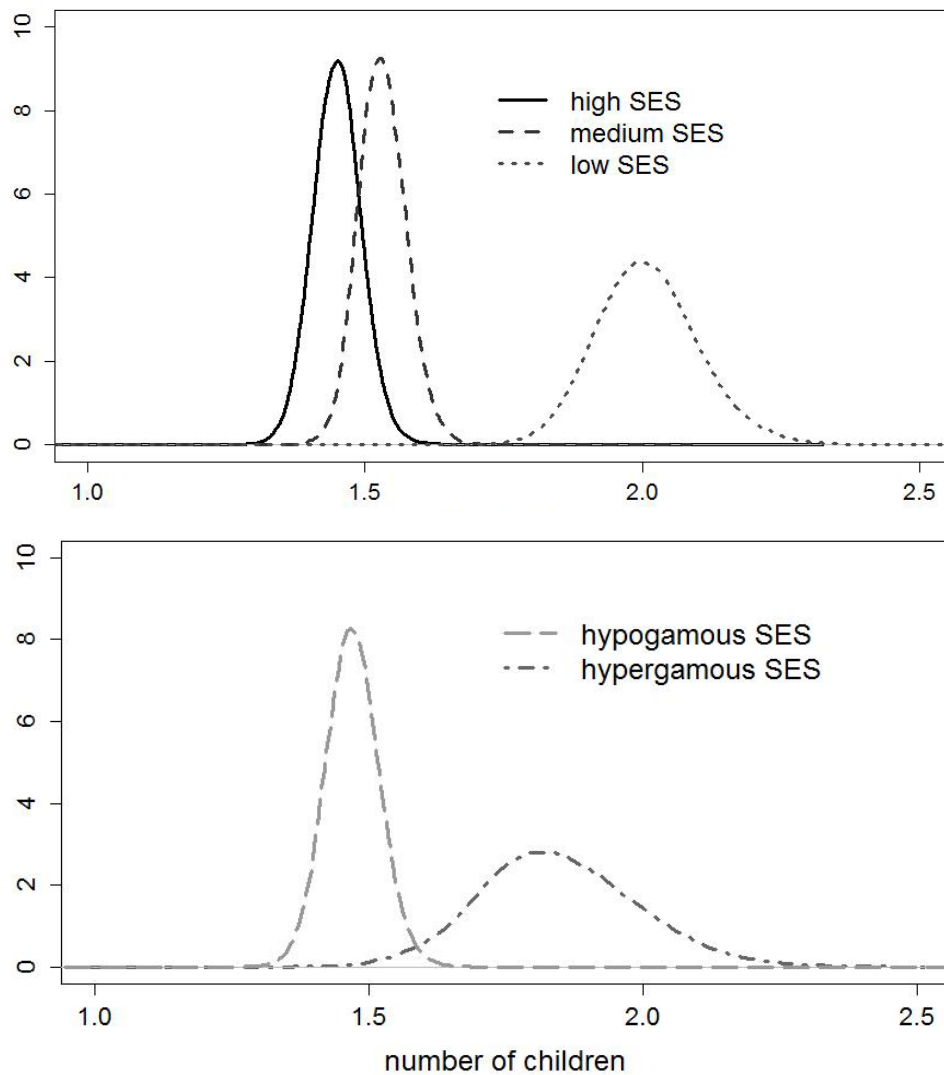 10
8
6
4
2
0
high SES
medium SES
low SES
1.0 1.5 2.0 2.5
10
8
6
4
2
0
hypogamous SES
hypergamous SES
1.0 1.5 2.0 2.5
number of children